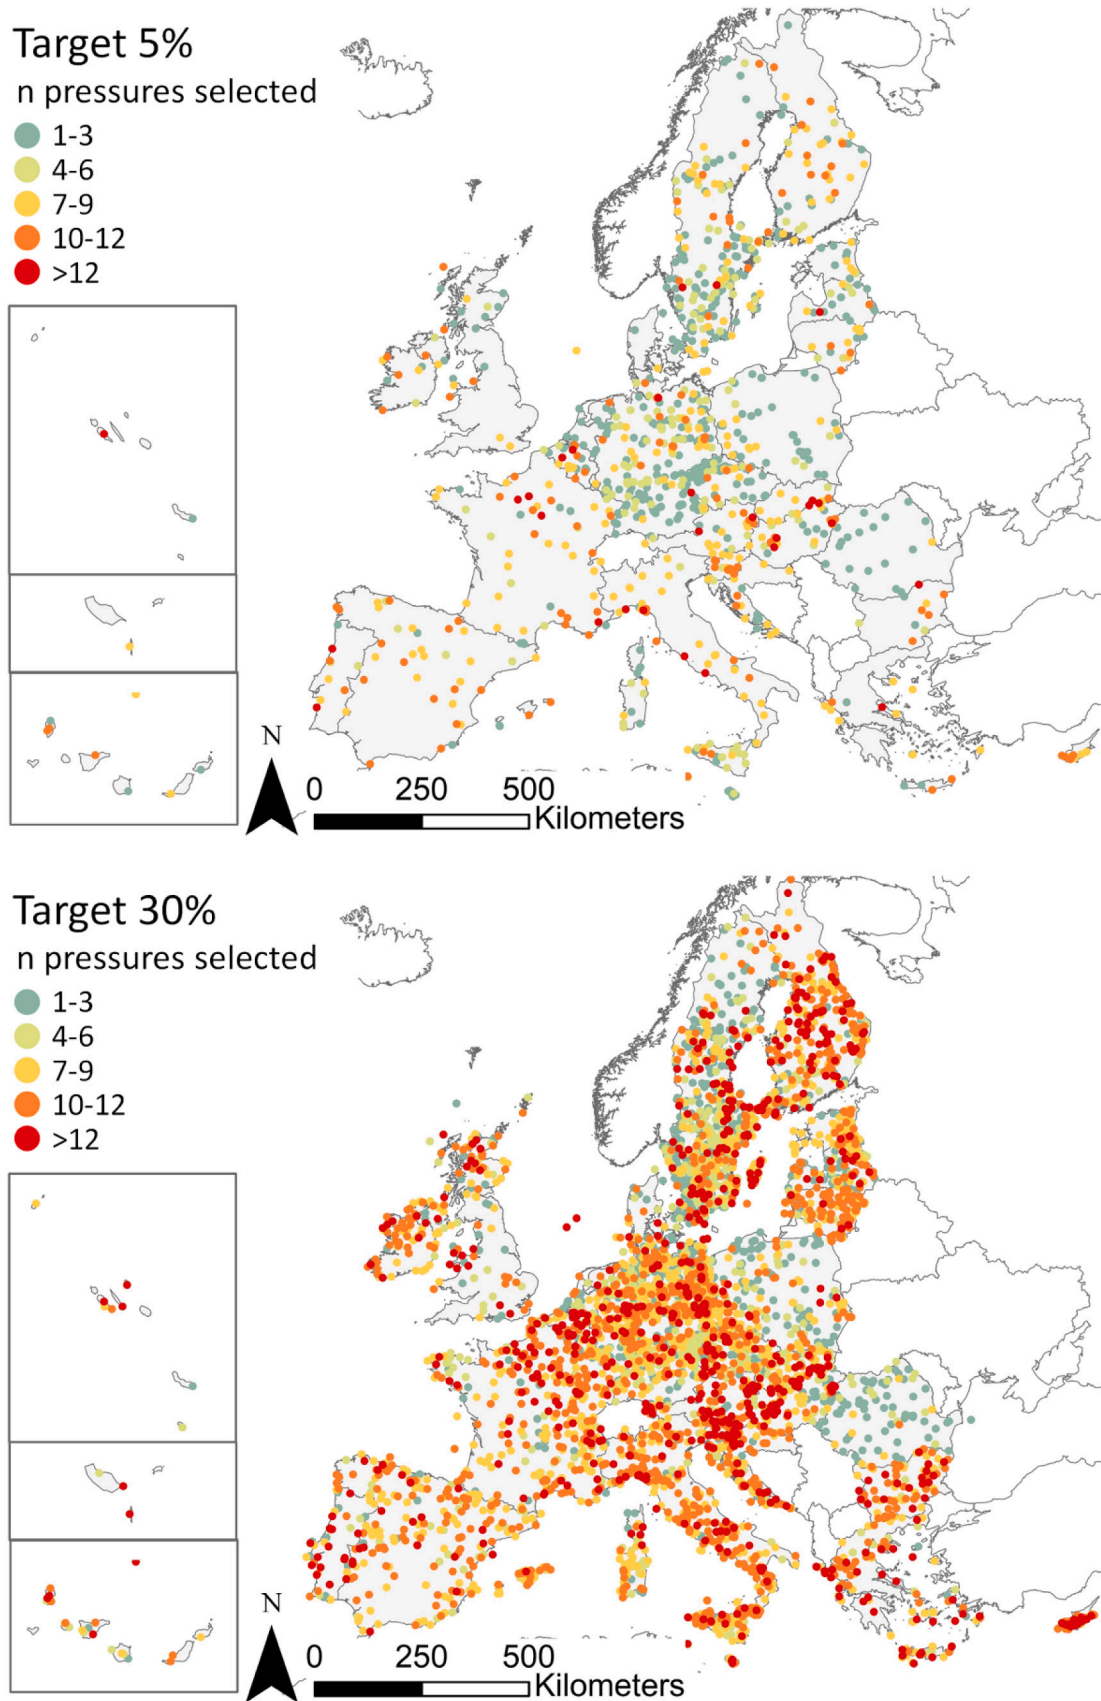 Target 5%
n pressures selected
1-3
4-6
7-9
10-12
>12
N
0 250 500
Kilometers
Target 30%
n pressures selected
1-3
4-6
7-9
10-12
>12
N
0 250 500
Kilometers